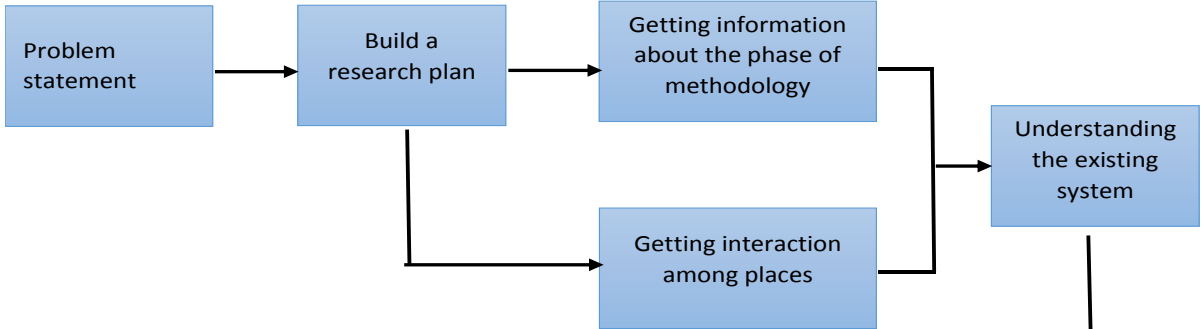 Problem
statement
Build a
research plan
Getting information
about the phase of
methodology
Getting interaction
among places
Understanding
the existing
system